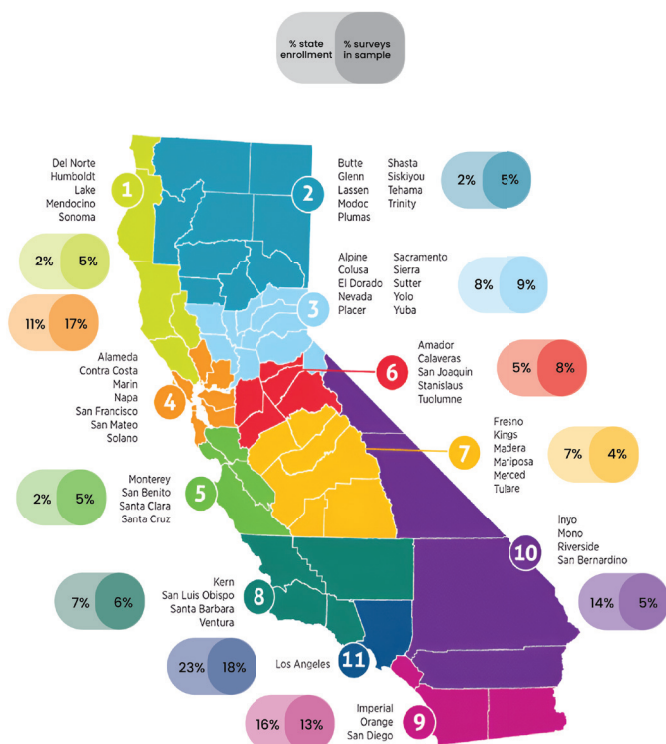 % state enrollment
% surveys in sample
Del Norte
Humboldt
Lake
Mendocino
Sonoma
1
2% 5%
2
Butte
Glenn
Lassen
Modoc
Plumas
Shasta
Siskiyou
Tehama
Trinity
2% 5%
3
Alpine
Colusa
El Dorado
Nevada
Placer
Sacramento
Sierra
Sutter
Yolo
Yuba
8% 9%
11% 17%
Alameda
Contra Costa
Marin
Napa
San Francisco
San Mateo
Solano
4
6
Amador
Calaveras
San Joaquin
Stanislaus
Tuolumne
5% 8%
7
Fresno
Kings
Madera
Mariposa
Merced
Tulare
7% 4%
2% 5%
Monterey
San Benito
Santa Clara
Santa Cruz
5
10
Inyo
Mono
Riverside
San Bernardino
14% 5%
7% 6%
Kern
San Luis Obispo
Santa Barbara
Ventura
8
23% 18%
Los Angeles
11
16% 13%
Imperial
Orange
San Diego
9